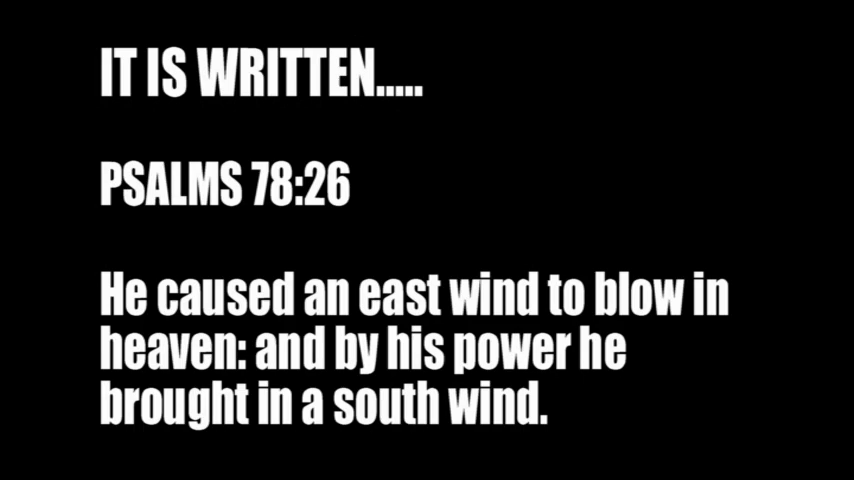 IT IS WRITTEN.....
PSALMS 78:26
He caused an east wind to blow in
heaven: and by his power he
brought in a south wind.